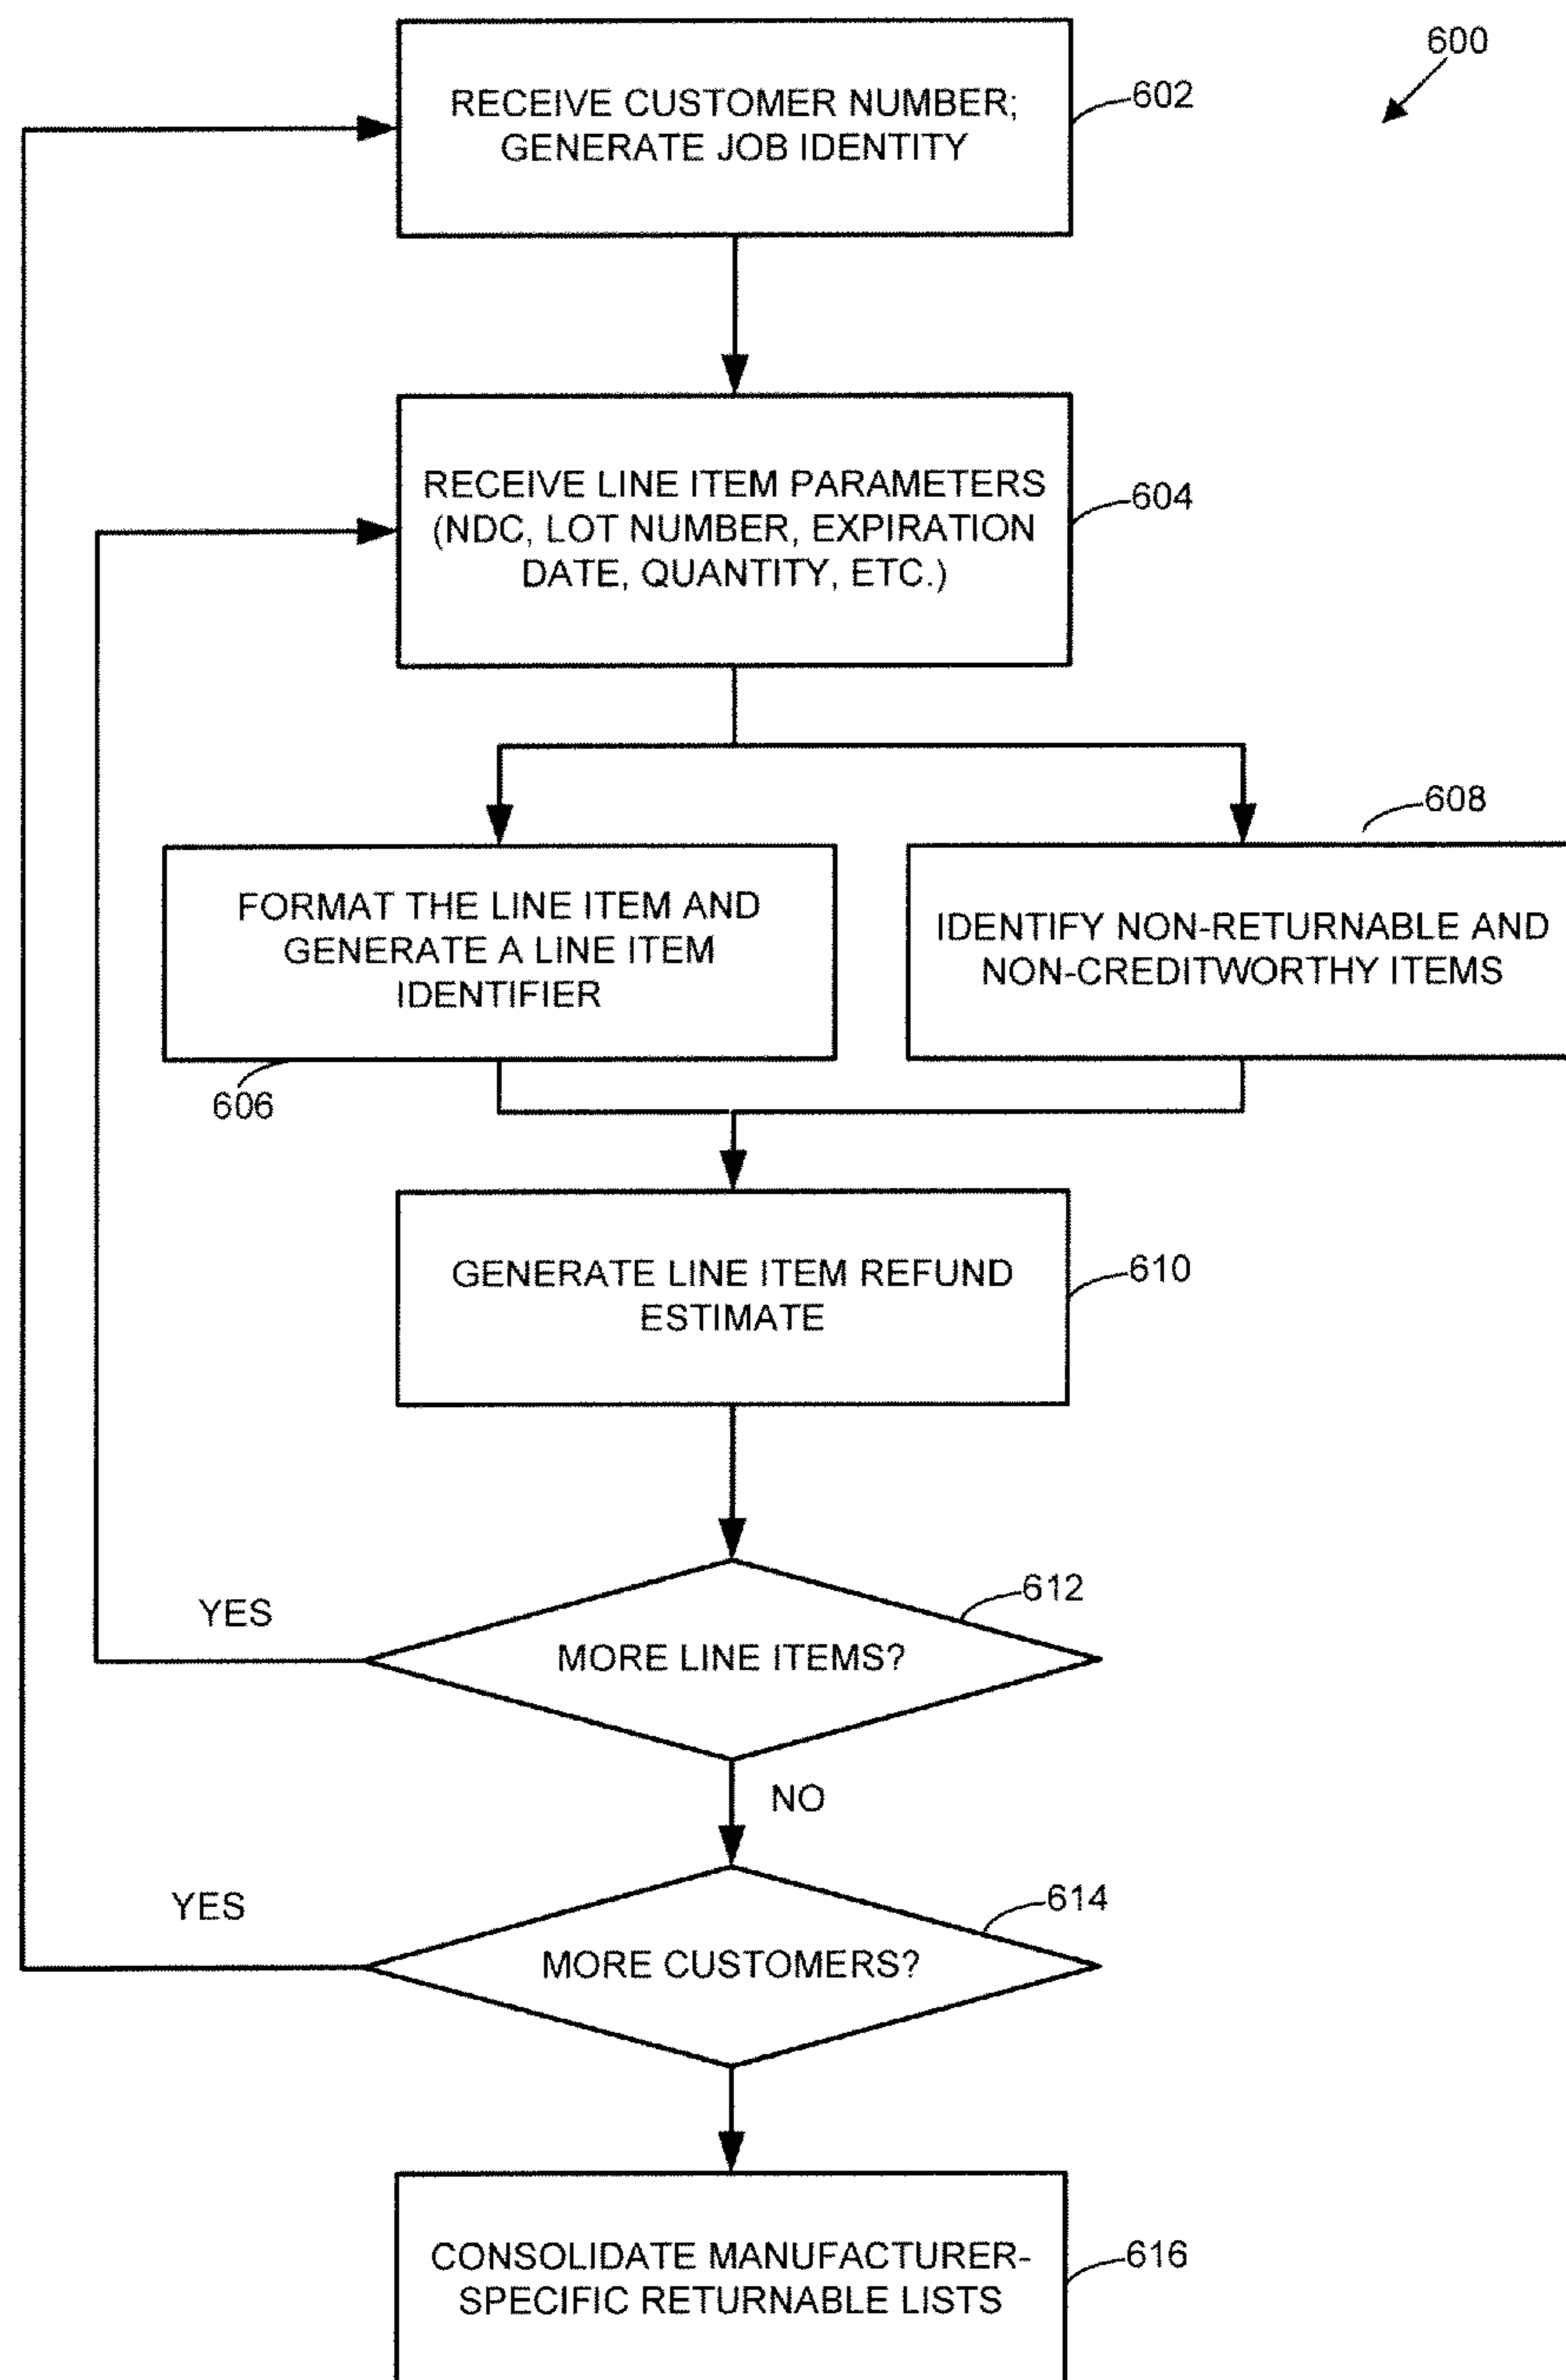 600
RECEIVE CUSTOMER NUMBER;
GENERATE JOB IDENTITY
602
RECEIVE LINE ITEM PARAMETERS
(NDC, LOT NUMBER, EXPIRATION
DATE, QUANTITY, ETC.)
604
608
FORMAT THE LINE ITEM AND
GENERATE A LINE ITEM
IDENTIFIER
606
IDENTIFY NON-RETURNABLE AND
NON-CREDITWORTHY ITEMS
GENERATE LINE ITEM REFUND
ESTIMATE
610
612
YES
MORE LINE ITEMS?
NO
614
YES
MORE CUSTOMERS?
CONSOLIDATE MANUFACTURER-
SPECIFIC RETURNABLE LISTS
616